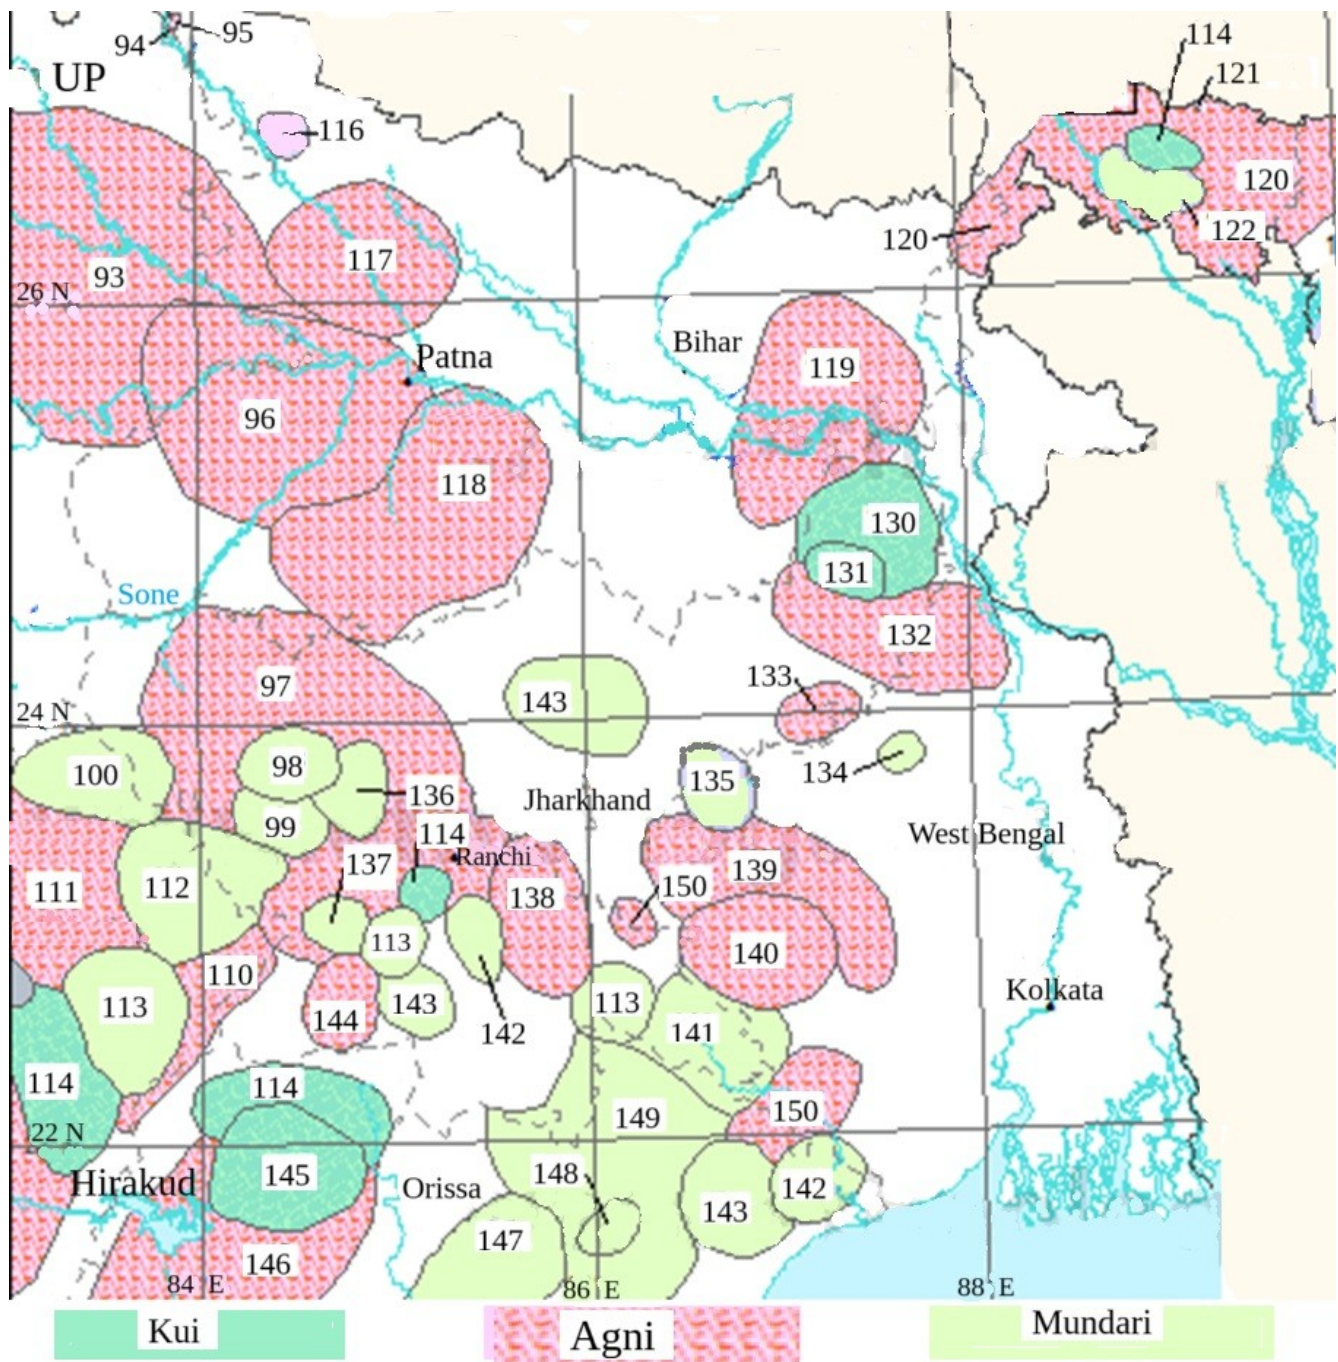 94
95
UP
116
114
121
120
120
122
117
93
26 N
Patna
Bihar
119
96
118
130
131
Sone
132
97
133
24 N
143
100
98
136
134
135
Jharkhand
99
114
West Bengal
Ranchi
137
111
112
138
139
150
113
140
110
113
143
144
142
113
141
Kolkata
114
114
149
150
22 N
Hirakud
145
148
Orissa
142
143
147
146
84 E
86 E
88 E
Kui
Agni
Mundari